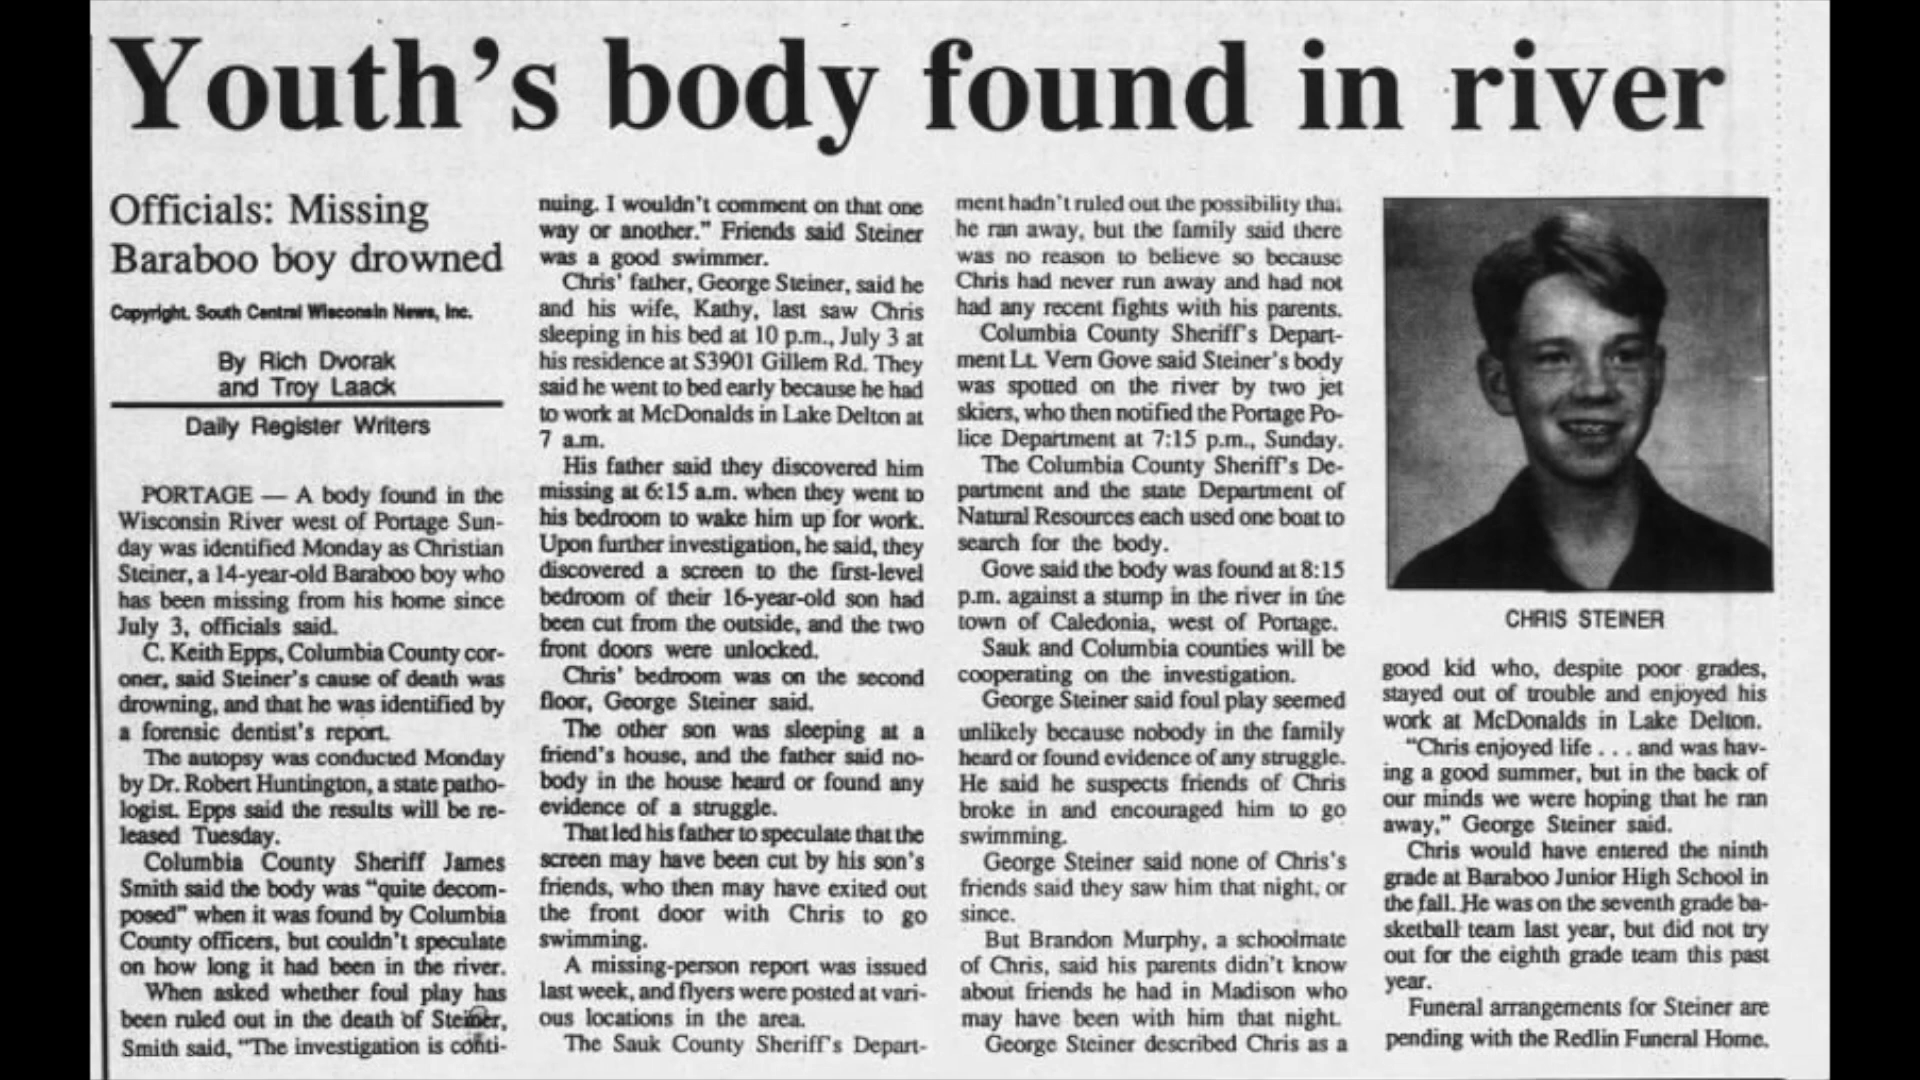 Youth's body found in river
Officials: Missing
Baraboo boy drowned
Copyright. South Central Wisconsin News, Inc.
By Rich Dvorak
and Troy Laack
Daily Register Writers
PORTAGE — A body found in the
Wisconsin River west of Portage Sun-
day was identified Monday as Christian
Steiner, a 14-year-old Baraboo boy who
has been missing from his home since
July 3, officials said.
C. Keith Epps, Columbia County cor-
oner, said Steiner's cause of death was
drowning, and that he was identified by
a forensic dentist's report.
The autopsy was conducted Monday
by Dr. Robert Huntington, a state patho-
logist. Epps said the results will be re-
leased Tuesday.
Columbia County Sheriff James
Smith said the body was "quite decom-
posed" when it was found by Columbia
County officers, but couldn't speculate
on how long it had been in the river.
When asked whether foul play has
been ruled out in the death of Steiner,
Smith said, "The investigation is conti-
nuing. I wouldn't comment on that one
way or another." Friends said Steiner
was a good swimmer.
Chris' father, George Steiner, said he
and his wife, Kathy, last saw Chris
sleeping in his bed at 10 p.m., July 3 at
his residence at S3901 Gillem Rd. They
said he went to bed early because he had
to work at McDonalds in Lake Delton at
7 a.m.
His father said they discovered him
missing at 6:15 a.m. when they went to
his bedroom to wake him up for work.
Upon further investigation, he said, they
discovered a screen to the first-level
bedroom of their 16-year-old son had
been cut from the outside, and the two
front doors were unlocked.
Chris' bedroom was on the second
floor, George Steiner said.
The other son was sleeping at a
friend's house, and the father said no-
body in the house heard or found any
evidence of a struggle.
That led his father to speculate that the
screen may have been cut by his son's
friends, who then may have exited out
the front door with Chris to go
swimming.
A missing-person report was issued
last week, and flyers were posted at vari-
ous locations in the area.
The Sauk County Sheriff's Depart-
ment hadn't ruled out the possibility that
he ran away, but the family said there
was no reason to believe so because
Chris had never run away and had not
had any recent fights with his parents.
Columbia County Sheriff's Depart-
ment Lt. Vern Gove said Steiner's body
was spotted on the river by two jet
skiers, who then notified the Portage Po-
lice Department at 7:15 p.m., Sunday.
The Columbia County Sheriff's De-
partment and the state Department of
Natural Resources each used one boat to
search for the body.
Gove said the body was found at 8:15
p.m. against a stump in the river in the
town of Caledonia, west of Portage.
Sauk and Columbia counties will be
cooperating on the investigation.
George Steiner said foul play seemed
unlikely because nobody in the family
heard or found evidence of any struggle.
He said he suspects friends of Chris
broke in and encouraged him to go
swimming.
George Steiner said none of Chris's
friends said they saw him that night, or
since.
But Brandon Murphy, a schoolmate
of Chris, said his parents didn't know
about friends he had in Madison who
may have been with him that night.
George Steiner described Chris as a
CHRIS STEINER
good kid who, despite poor grades,
stayed out of trouble and enjoyed his
work at McDonalds in Lake Delton.
"Chris enjoyed life . . . and was hav-
ing a good summer, but in the back of
our minds we were hoping that he ran
away," George Steiner said.
Chris would have entered the ninth
grade at Baraboo Junior High School in
the fall. He was on the seventh grade ba-
sketball team last year, but did not try
out for the eighth grade team this past
year.
Funeral arrangements for Steiner are
pending with the Redlin Funeral Home.